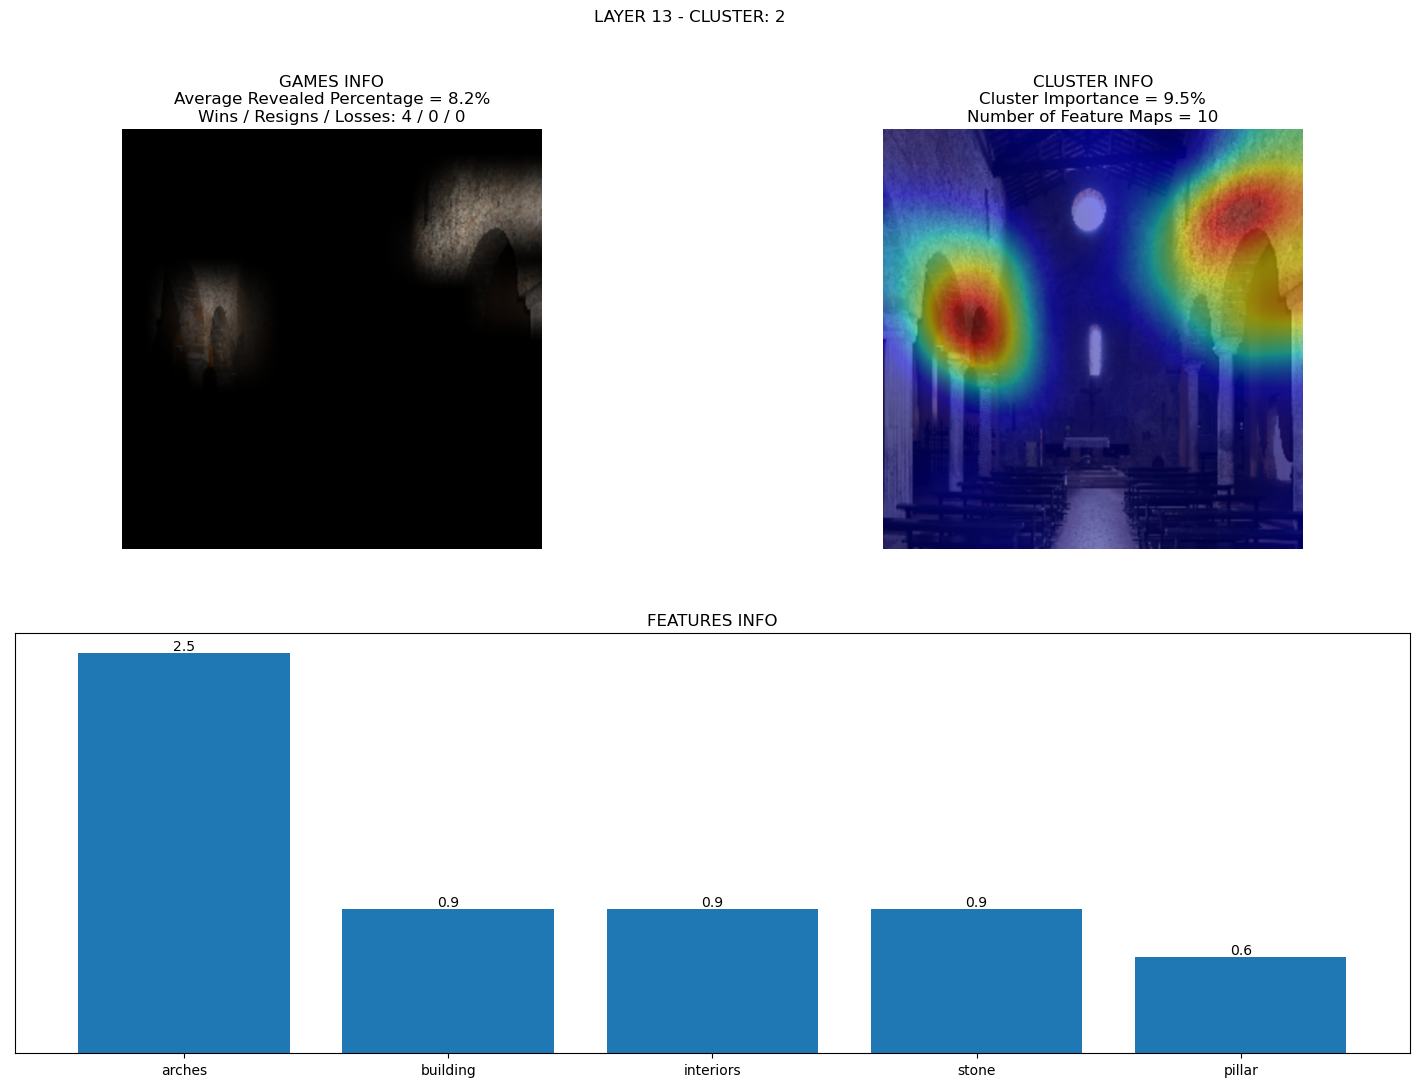 LAYER 13 - CLUSTER: 2
GAMES INFO
Average Revealed Percentage = 8.2%
Wins / Resigns / Losses: 4 / 0 / 0
CLUSTER INFO
Cluster Importance = 9.5%
Number of Feature Maps = 10
FEATURES INFO
2.5
0.9
0.9
0.9
0.6
arches
building
interiors
stone
pillar